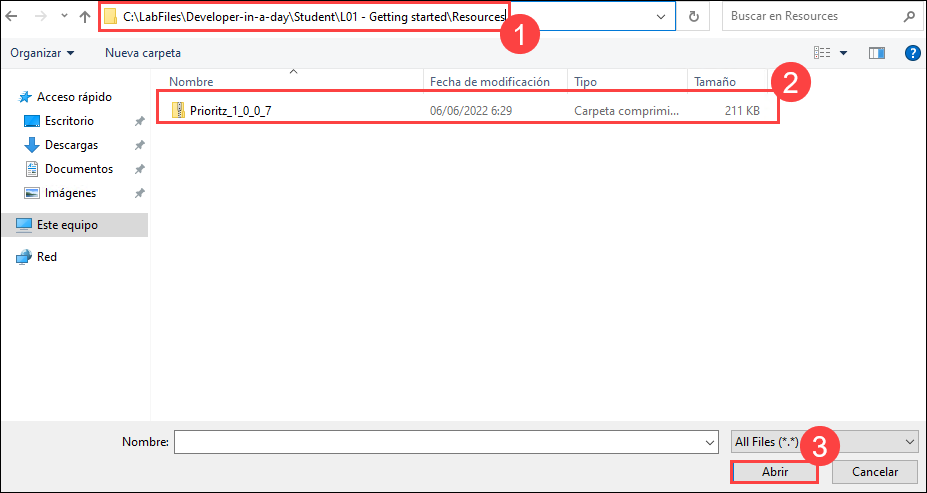 C:\LabFiles\Developer-in-a-day\Student\L01 - Getting started\Resources
Buscar en Resources
1
Organizar
Nueva carpeta
?
Nombre
Fecha de modificación
Tipo
Tamaño
2
Acceso rápido
Escritorio
Descargas
Documentos
Imágenes
Este equipo
Red
Prioritz_1_0_0_7
06/06/2022 6:29
Carpeta comprimi...
211 KB
Nombre:
All Files (*.*)
3
Abrir
Cancelar